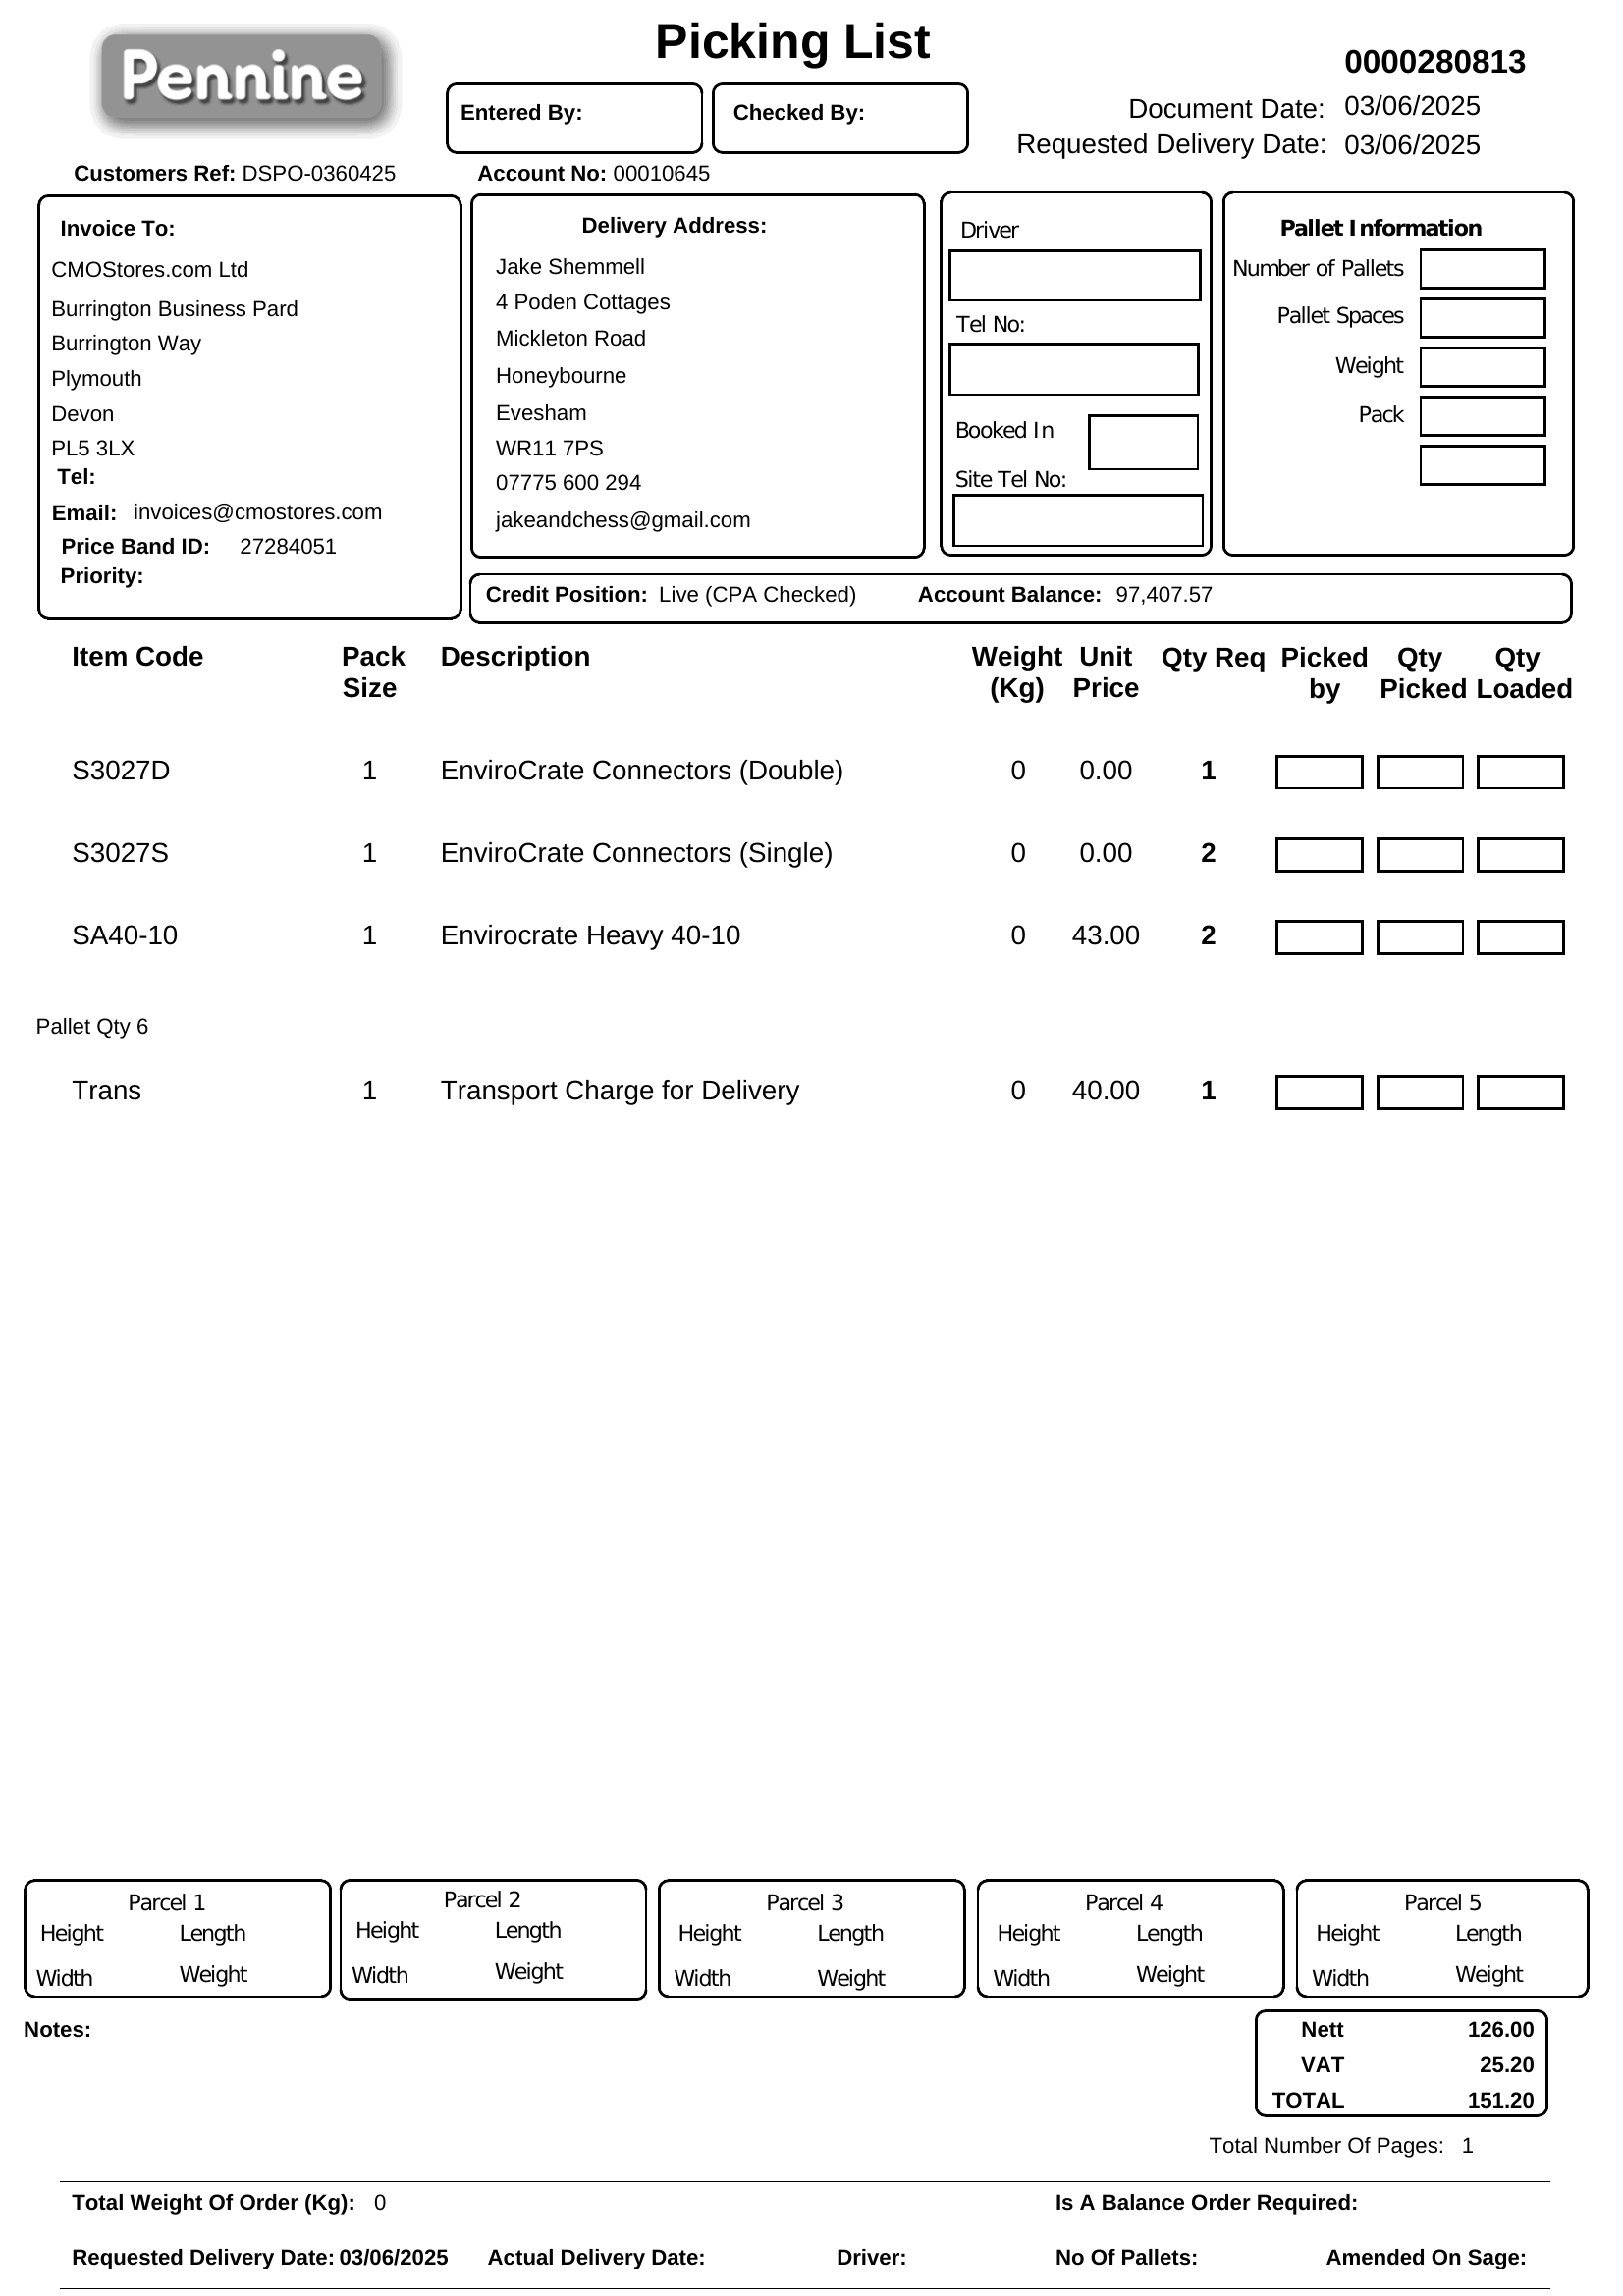 Pennine
Picking List
0000280813
Entered By:
Checked By:
Document Date: 03/06/2025
Requested Delivery Date: 03/06/2025
Customers Ref: DSPO-0360425
Account No: 00010645
Invoice To:
CMOStores.com Ltd
Burrington Business Pard
Burrington Way
Plymouth
Devon
PL5 3LX
Tel:
Email: invoices@cmostores.com
Price Band ID: 27284051
Priority:
Delivery Address:
Jake Shemmell
4 Poden Cottages
Mickleton Road
Honeybourne
Evesham
WR11 7PS
07775 600 294
jakeandchess@gmail.com
Driver
Tel No:
Booked In
Site Tel No:
Pallet Information
Number of Pallets
Pallet Spaces
Weight
Pack
Credit Position: Live (CPA Checked) Account Balance: 97,407.57
Item Code Pack Description Weight Unit Qty Req Picked Qty Qty
Size (Kg) Price by Picked Loaded
S3027D 1 EnviroCrate Connectors (Double) 0 0.00 1
S3027S 1 EnviroCrate Connectors (Single) 0 0.00 2
SA40-10 1 Envirocrate Heavy 40-10 0 43.00 2
Pallet Qty 6
Trans 1 Transport Charge for Delivery 0 40.00 1
Parcel 1
Height Length
Width Weight
Parcel 2
Height Length
Width Weight
Parcel 3
Height Length
Width Weight
Parcel 4
Height Length
Width Weight
Parcel 5
Height Length
Width Weight
Notes:
Nett 126.00
VAT 25.20
TOTAL 151.20
Total Number Of Pages: 1
Total Weight Of Order (Kg): 0 Is A Balance Order Required:
Requested Delivery Date: 03/06/2025 Actual Delivery Date: Driver: No Of Pallets: Amended On Sage: